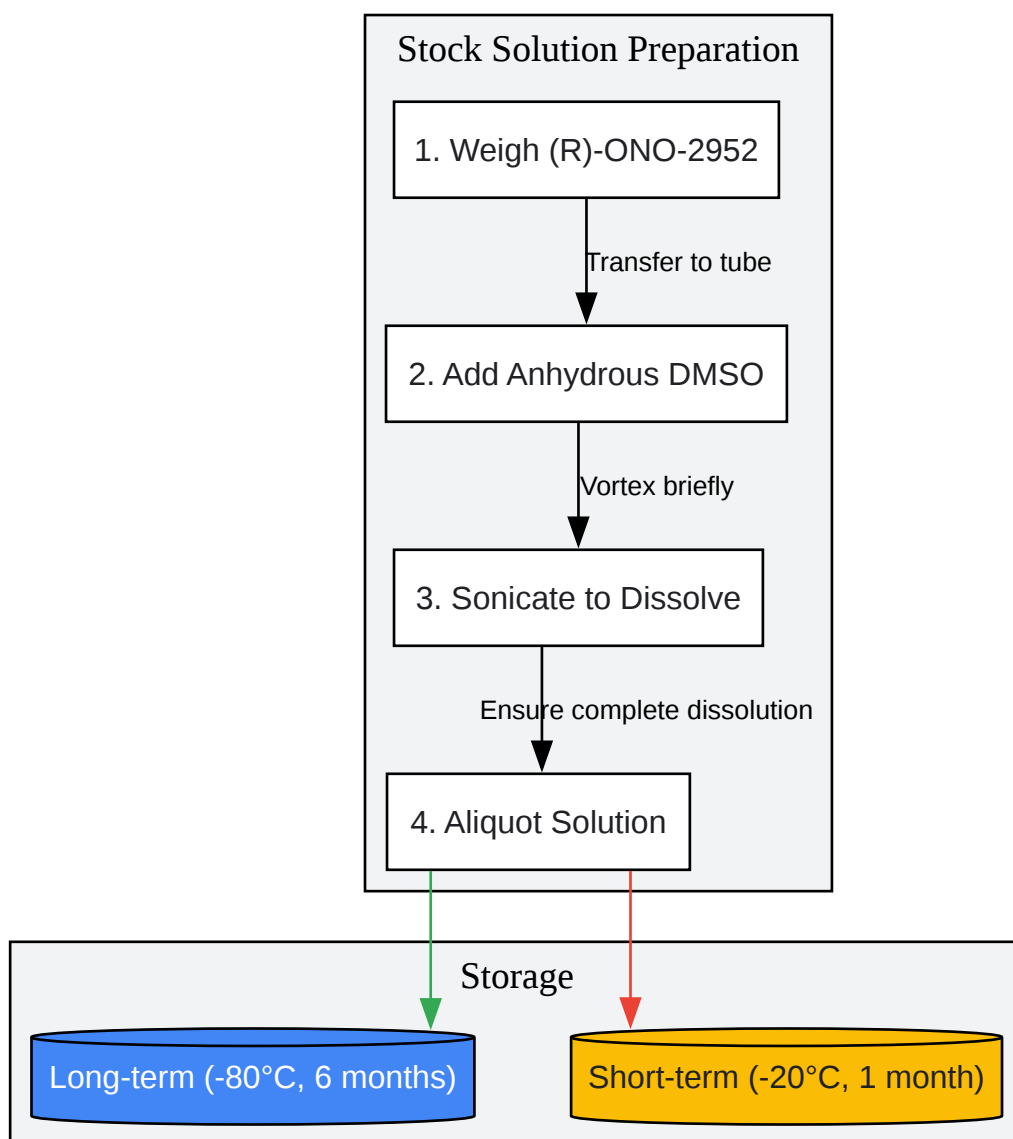 Stock Solution Preparation
1. Weigh (R)-ONO-2952
Transfer to tube
2. Add Anhydrous DMSO
Vortex briefly
3. Sonicate to Dissolve
Ensure complete dissolution
4. Aliquot Solution
Storage
Long-term (-80°C, 6 months)
Short-term (-20°C, 1 month)